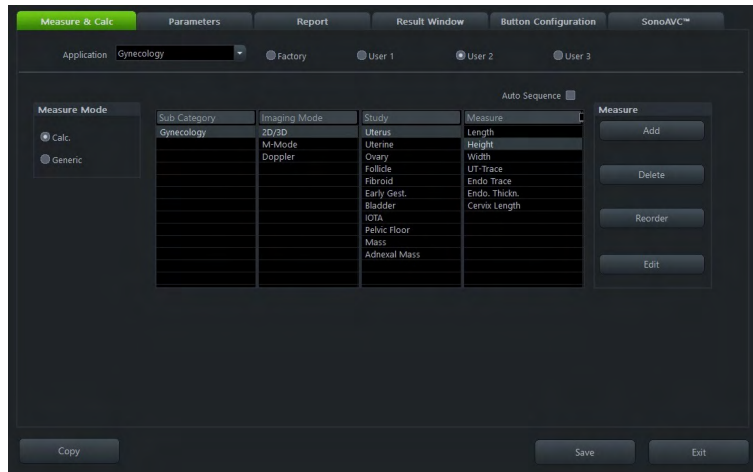 Measure & Calc Parameters Report Result Window Button Configuration SonoAVC™
Application Gynecology Factory User 1 User 2 User 3
Auto Sequence
Measure Mode
Calc.
Generic
Sub Category Imaging Mode Study Measure
Gynecology 2D/3D Uterus Length
M-Mode Uterine Height
Doppler Ovary Width
Follicle UT-Trace
Fibroid Endo Trace
Early Gest. Endo. Thickn.
Bladder Cervix Length
IOTA
Pelvic Floor
Mass
Adnexal Mass
Measure
Add
Delete
Reorder
Edit
Copy Save Exit